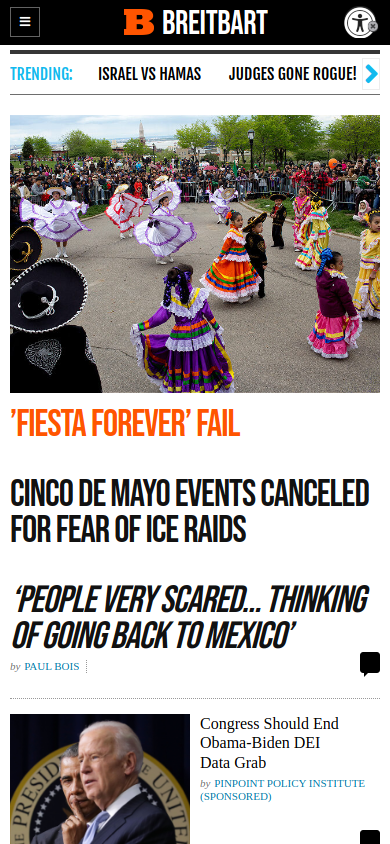 B BREITBART
TRENDING:
ISRAEL VS HAMAS
JUDGES GONE ROGUE!
’FIESTA FOREVER’ FAIL
CINCO DE MAYO EVENTS CANCELED
FOR FEAR OF ICE RAIDS
‘PEOPLE VERY SCARED... THINKING
OF GOING BACK TO MEXICO’
by PAUL BOIS
Congress Should End
Obama-Biden DEI
Data Grab
by PINPOINT POLICY INSTITUTE
(SPONSORED)